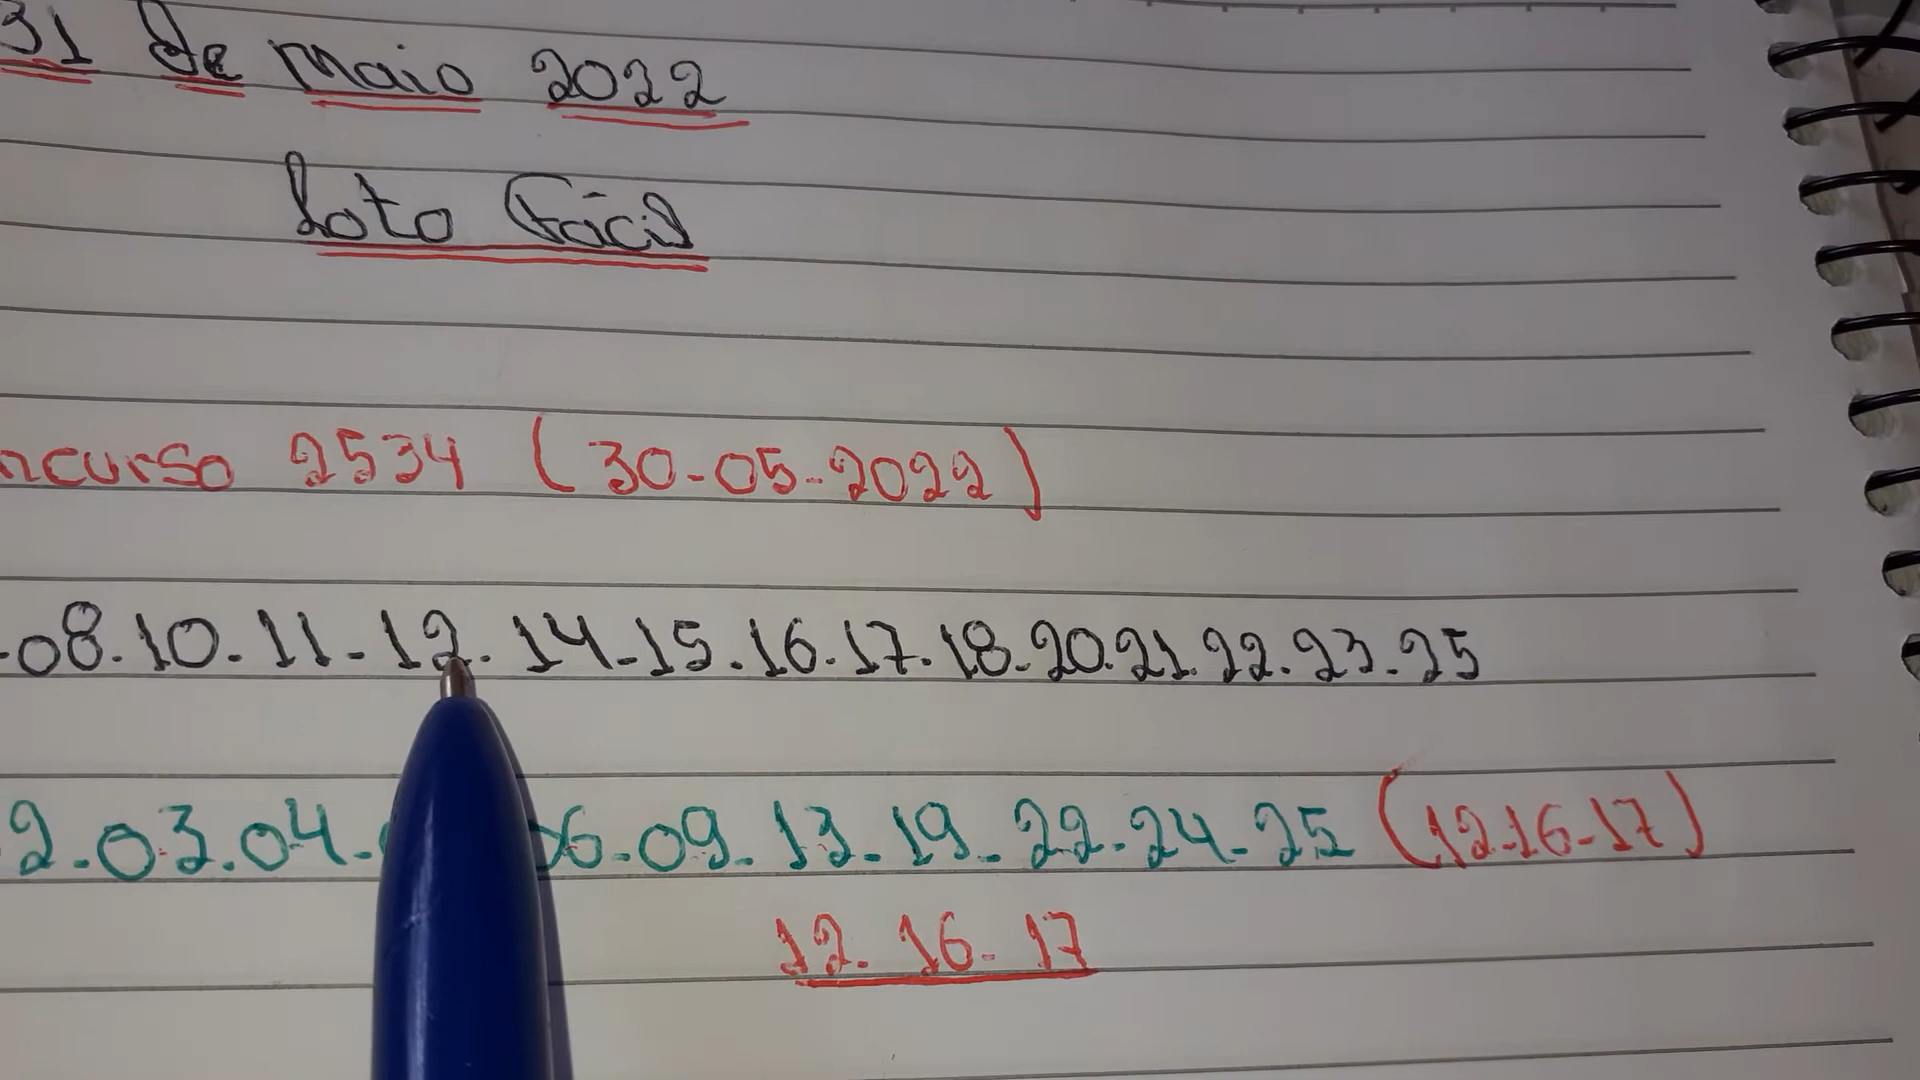 31 de maio 2022
Loto Fácil
ncurso 2534 (30-05-2022)
-08.10.11-12.14-15.16.17.18-20.21.22.23.25
2.03.04. 06-09-13-19-22-24-25 (12-16-17)
12. 16- 17